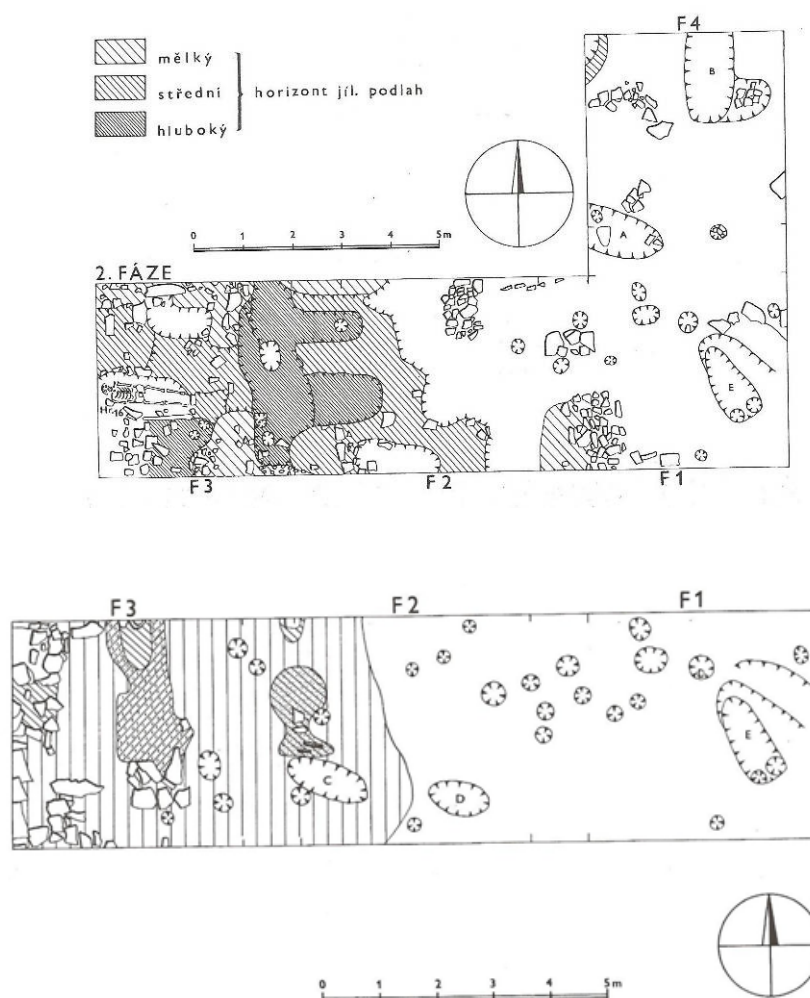 F4
mělký
střední horizont jíl. podlah
hluboký
B
A
0 1 2 3 4 5m
2. FÁZE
E
F3 F2 F1
F3 F2 F1
E
C
D
0 1 2 3 4 5m